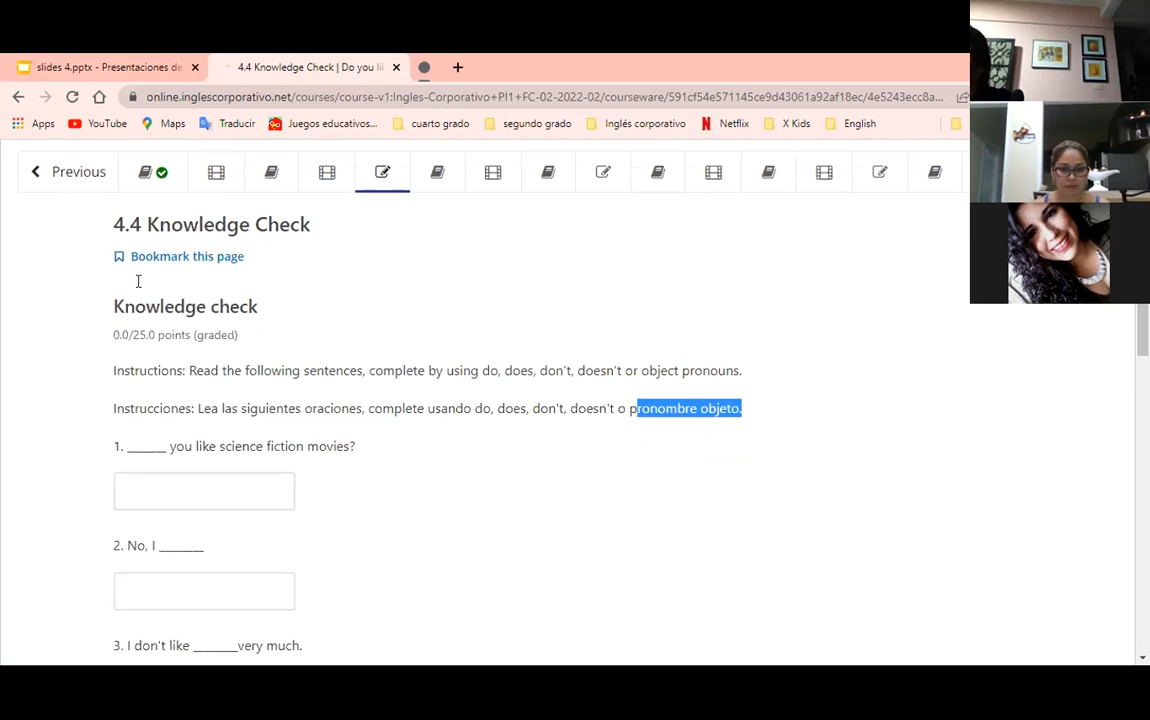 slides 4.pptx - Presentaciones de
4.4 Knowledge Check | Do you li
online.inglescorporativo.net/courses/course-v1:Ingles-Corporativo+PI1+FC-02-2022-02/courseware/591cf54e571145ce9d43061a92af18ec/4e5243ecc8a...
Apps YouTube Maps Traducir Juegos educativos... cuarto grado segundo grado Inglés corporativo Netflix X Kids English
Previous
4.4 Knowledge Check
Bookmark this page
Knowledge check
0.0/25.0 points (graded)
Instructions: Read the following sentences, complete by using do, does, don't, doesn't or object pronouns.
Instrucciones: Lea las siguientes oraciones, complete usando do, does, don't, doesn't o pronombre objeto.
1. ______ you like science fiction movies?
2. No, I _______
3. I don't like _______very much.